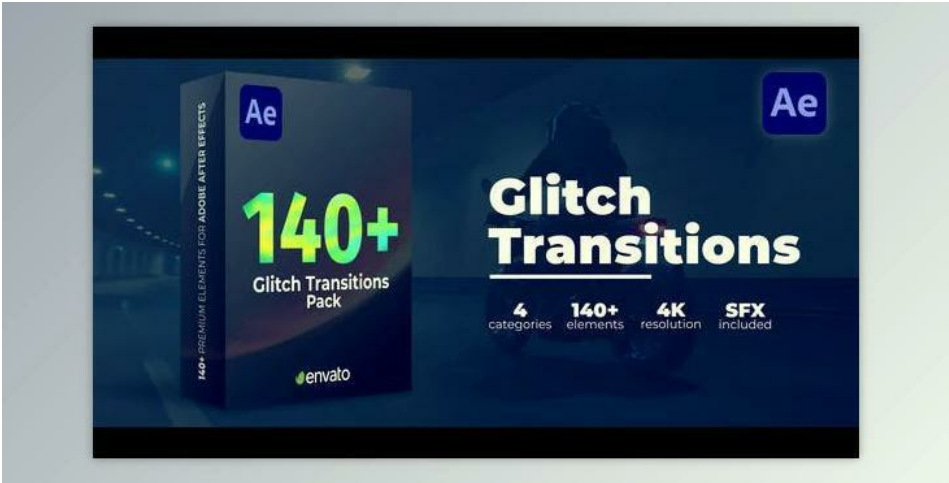 140+ PREMIUM ELEMENTS FOR ADOBE AFTER EFFECTS
Ae
140+
Glitch Transitions
Pack
envato
Ae
Glitch
Transitions
4 140+ 4K SFX
categories elements resolution included